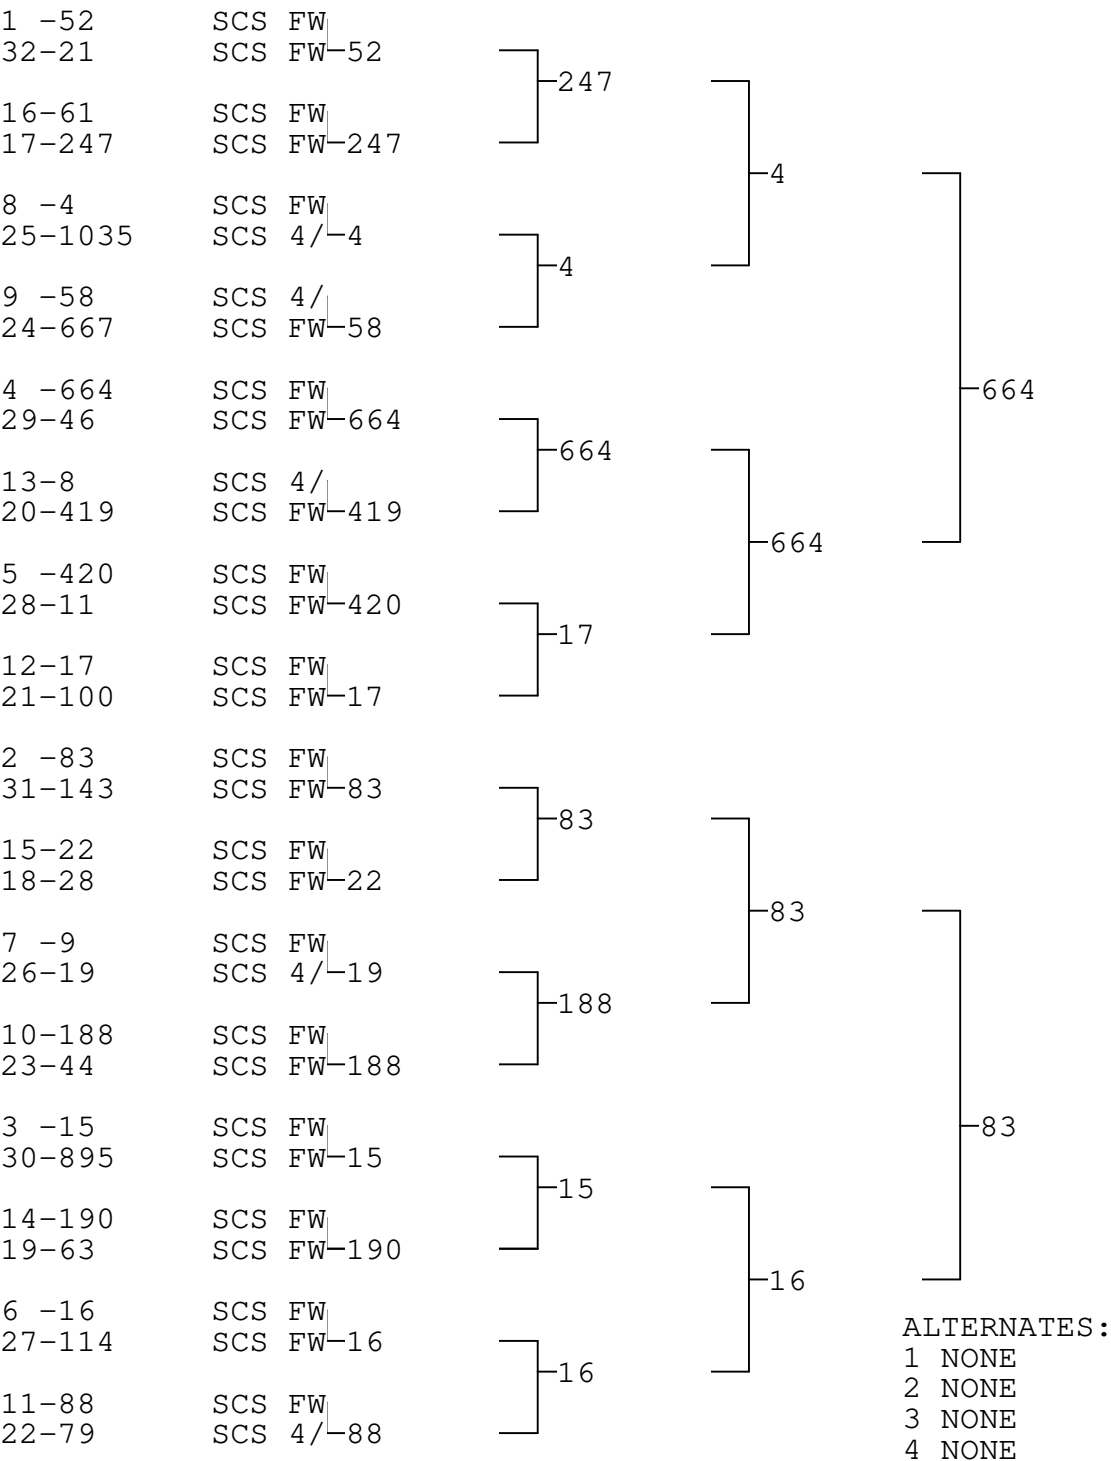 1 -52 SCS FW
32-21 SCS FW 52
247
16-61 SCS FW
17-247 SCS FW 247
4
8 -4 SCS FW
25-1035 SCS 4/ 4
4
9 -58 SCS 4/
24-667 SCS FW 58
4 -664 SCS FW
664
29-46 SCS FW 664
664
13-8 SCS 4/
20-419 SCS FW 419
664
5 -420 SCS FW
28-11 SCS FW 420
17
12-17 SCS FW
21-100 SCS FW 17
2 -83 SCS FW
31-143 SCS FW 83
83
15-22 SCS FW
18-28 SCS FW 22
83
7 -9 SCS FW
26-19 SCS 4/ 19
188
10-188 SCS FW
23-44 SCS FW 188
3 -15 SCS FW
83
30-895 SCS FW 15
15
14-190 SCS FW
19-63 SCS FW 190
16
6 -16 SCS FW
27-114 SCS FW 16
16
11-88 SCS FW
22-79 SCS 4/ 88
ALTERNATES:
1 NONE
2 NONE
3 NONE
4 NONE